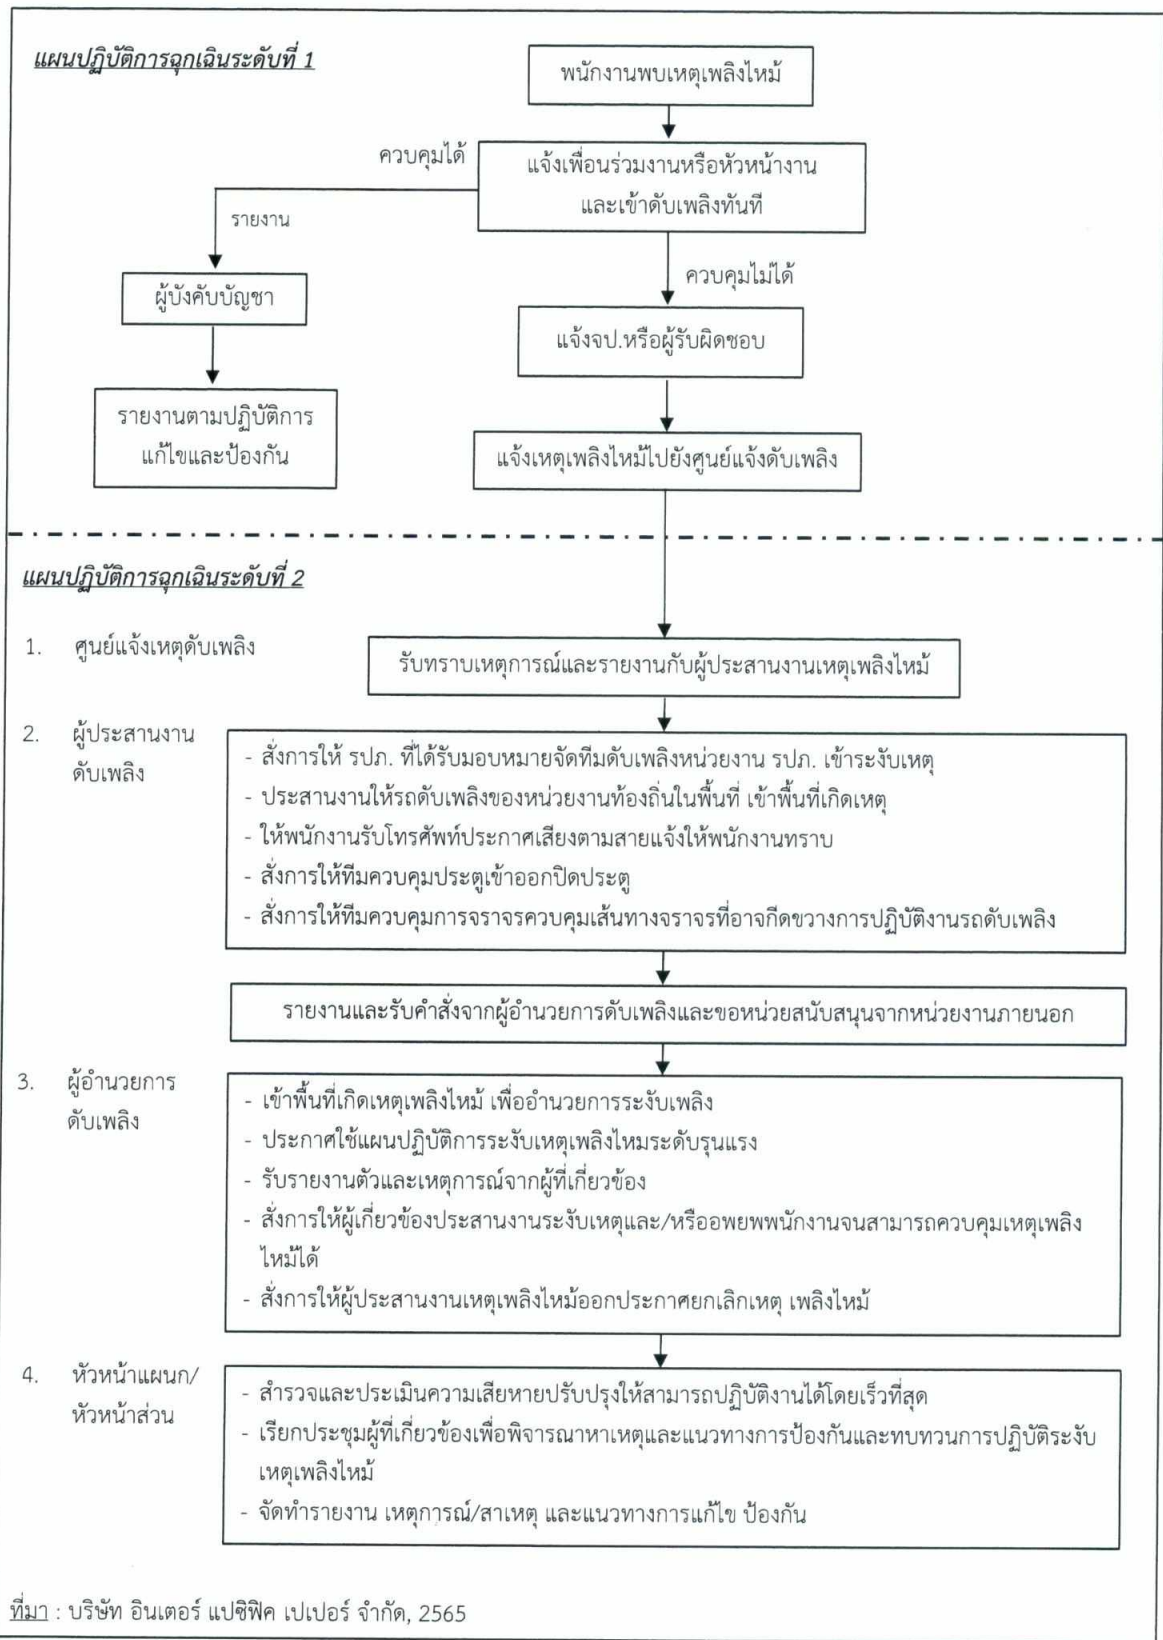 แผนปฏิบัติการฉุกเฉินระดับที่ 1
พนักงานพบเหตุเพลิงไหม้
ควบคุมได้
แจ้งเพื่อนร่วมงานหรือหัวหน้างาน
และเข้าดับเพลิงทันที
รายงาน
ควบคุมไม่ได้
ผู้บังคับบัญชา
แจ้งจป.หรือผู้รับผิดชอบ
รายงานตามปฏิบัติการ
แก้ไขและป้องกัน
แจ้งเหตุเพลิงไหม้ไปยังศูนย์แจ้งดับเพลิง
แผนปฏิบัติการฉุกเฉินระดับที่ 2
1. ศูนย์แจ้งเหตุดับเพลิง
รับทราบเหตุการณ์และรายงานกับผู้ประสานงานเหตุเพลิงไหม้
2. ผู้ประสานงาน
ดับเพลิง
- สั่งการให้ รปภ. ที่ได้รับมอบหมายจัดทีมดับเพลิงหน่วยงาน รปภ. เข้าระงับเหตุ
- ประสานงานให้รถดับเพลิงของหน่วยงานท้องถิ่นในพื้นที่ เข้าพื้นที่เกิดเหตุ
- ให้พนักงานรับโทรศัพท์ประกาศเสียงตามสายแจ้งให้พนักงานทราบ
- สั่งการให้ทีมควบคุมประตูเข้าออกปิดประตู
- สั่งการให้ทีมควบคุมการจราจรควบคุมเส้นทางจราจรที่อาจกีดขวางการปฏิบัติงานรถดับเพลิง
รายงานและรับคำสั่งจากผู้อำนวยการดับเพลิงและขอหน่วยสนับสนุนจากหน่วยงานภายนอก
3. ผู้อำนวยการ
ดับเพลิง
- เข้าพื้นที่เกิดเหตุเพลิงไหม้ เพื่ออำนวยการระงับเพลิง
- ประกาศใช้แผนปฏิบัติการระงับเหตุเพลิงไหมระดับรุนแรง
- รับรายงานตัวและเหตุการณ์จากผู้ที่เกี่ยวข้อง
- สั่งการให้ผู้เกี่ยวข้องประสานงานระงับเหตุและ/หรืออพยพพนักงานจนสามารถควบคุมเหตุเพลิง
ไหม้ได้
- สั่งการให้ผู้ประสานงานเหตุเพลิงไหม้ออกประกาศยกเลิกเหตุ เพลิงไหม้
4. หัวหน้าแผนก/
หัวหน้าส่วน
- สำรวจและประเมินความเสียหายปรับปรุงให้สามารถปฏิบัติงานได้โดยเร็วที่สุด
- เรียกประชุมผู้ที่เกี่ยวข้องเพื่อพิจารณาหาเหตุและแนวทางการป้องกันและทบทวนการปฏิบัติระงับ
เหตุเพลิงไหม้
- จัดทำรายงาน เหตุการณ์/สาเหตุ และแนวทางการแก้ไข ป้องกัน
ที่มา : บริษัท อินเตอร์ แปซิฟิค เปเปอร์ จำกัด, 2565